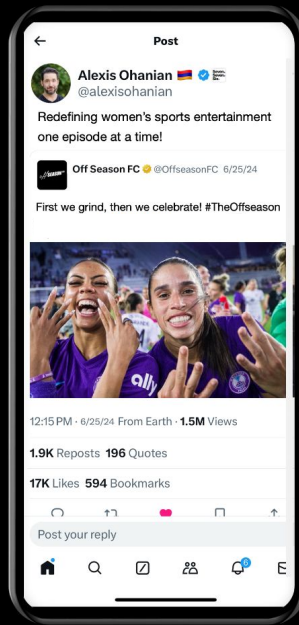 Post
Alexis Ohanian
@alexisohanian
Redefining women's sports entertainment
one episode at a time!
Off Season FC @OffseasonFC 6/25/24
First we grind, then we celebrate! #TheOffseason
ally
12:15 PM · 6/25/24 From Earth · 1.5M Views
1.9K Reposts 196 Quotes
17K Likes 594 Bookmarks
Post your reply
6